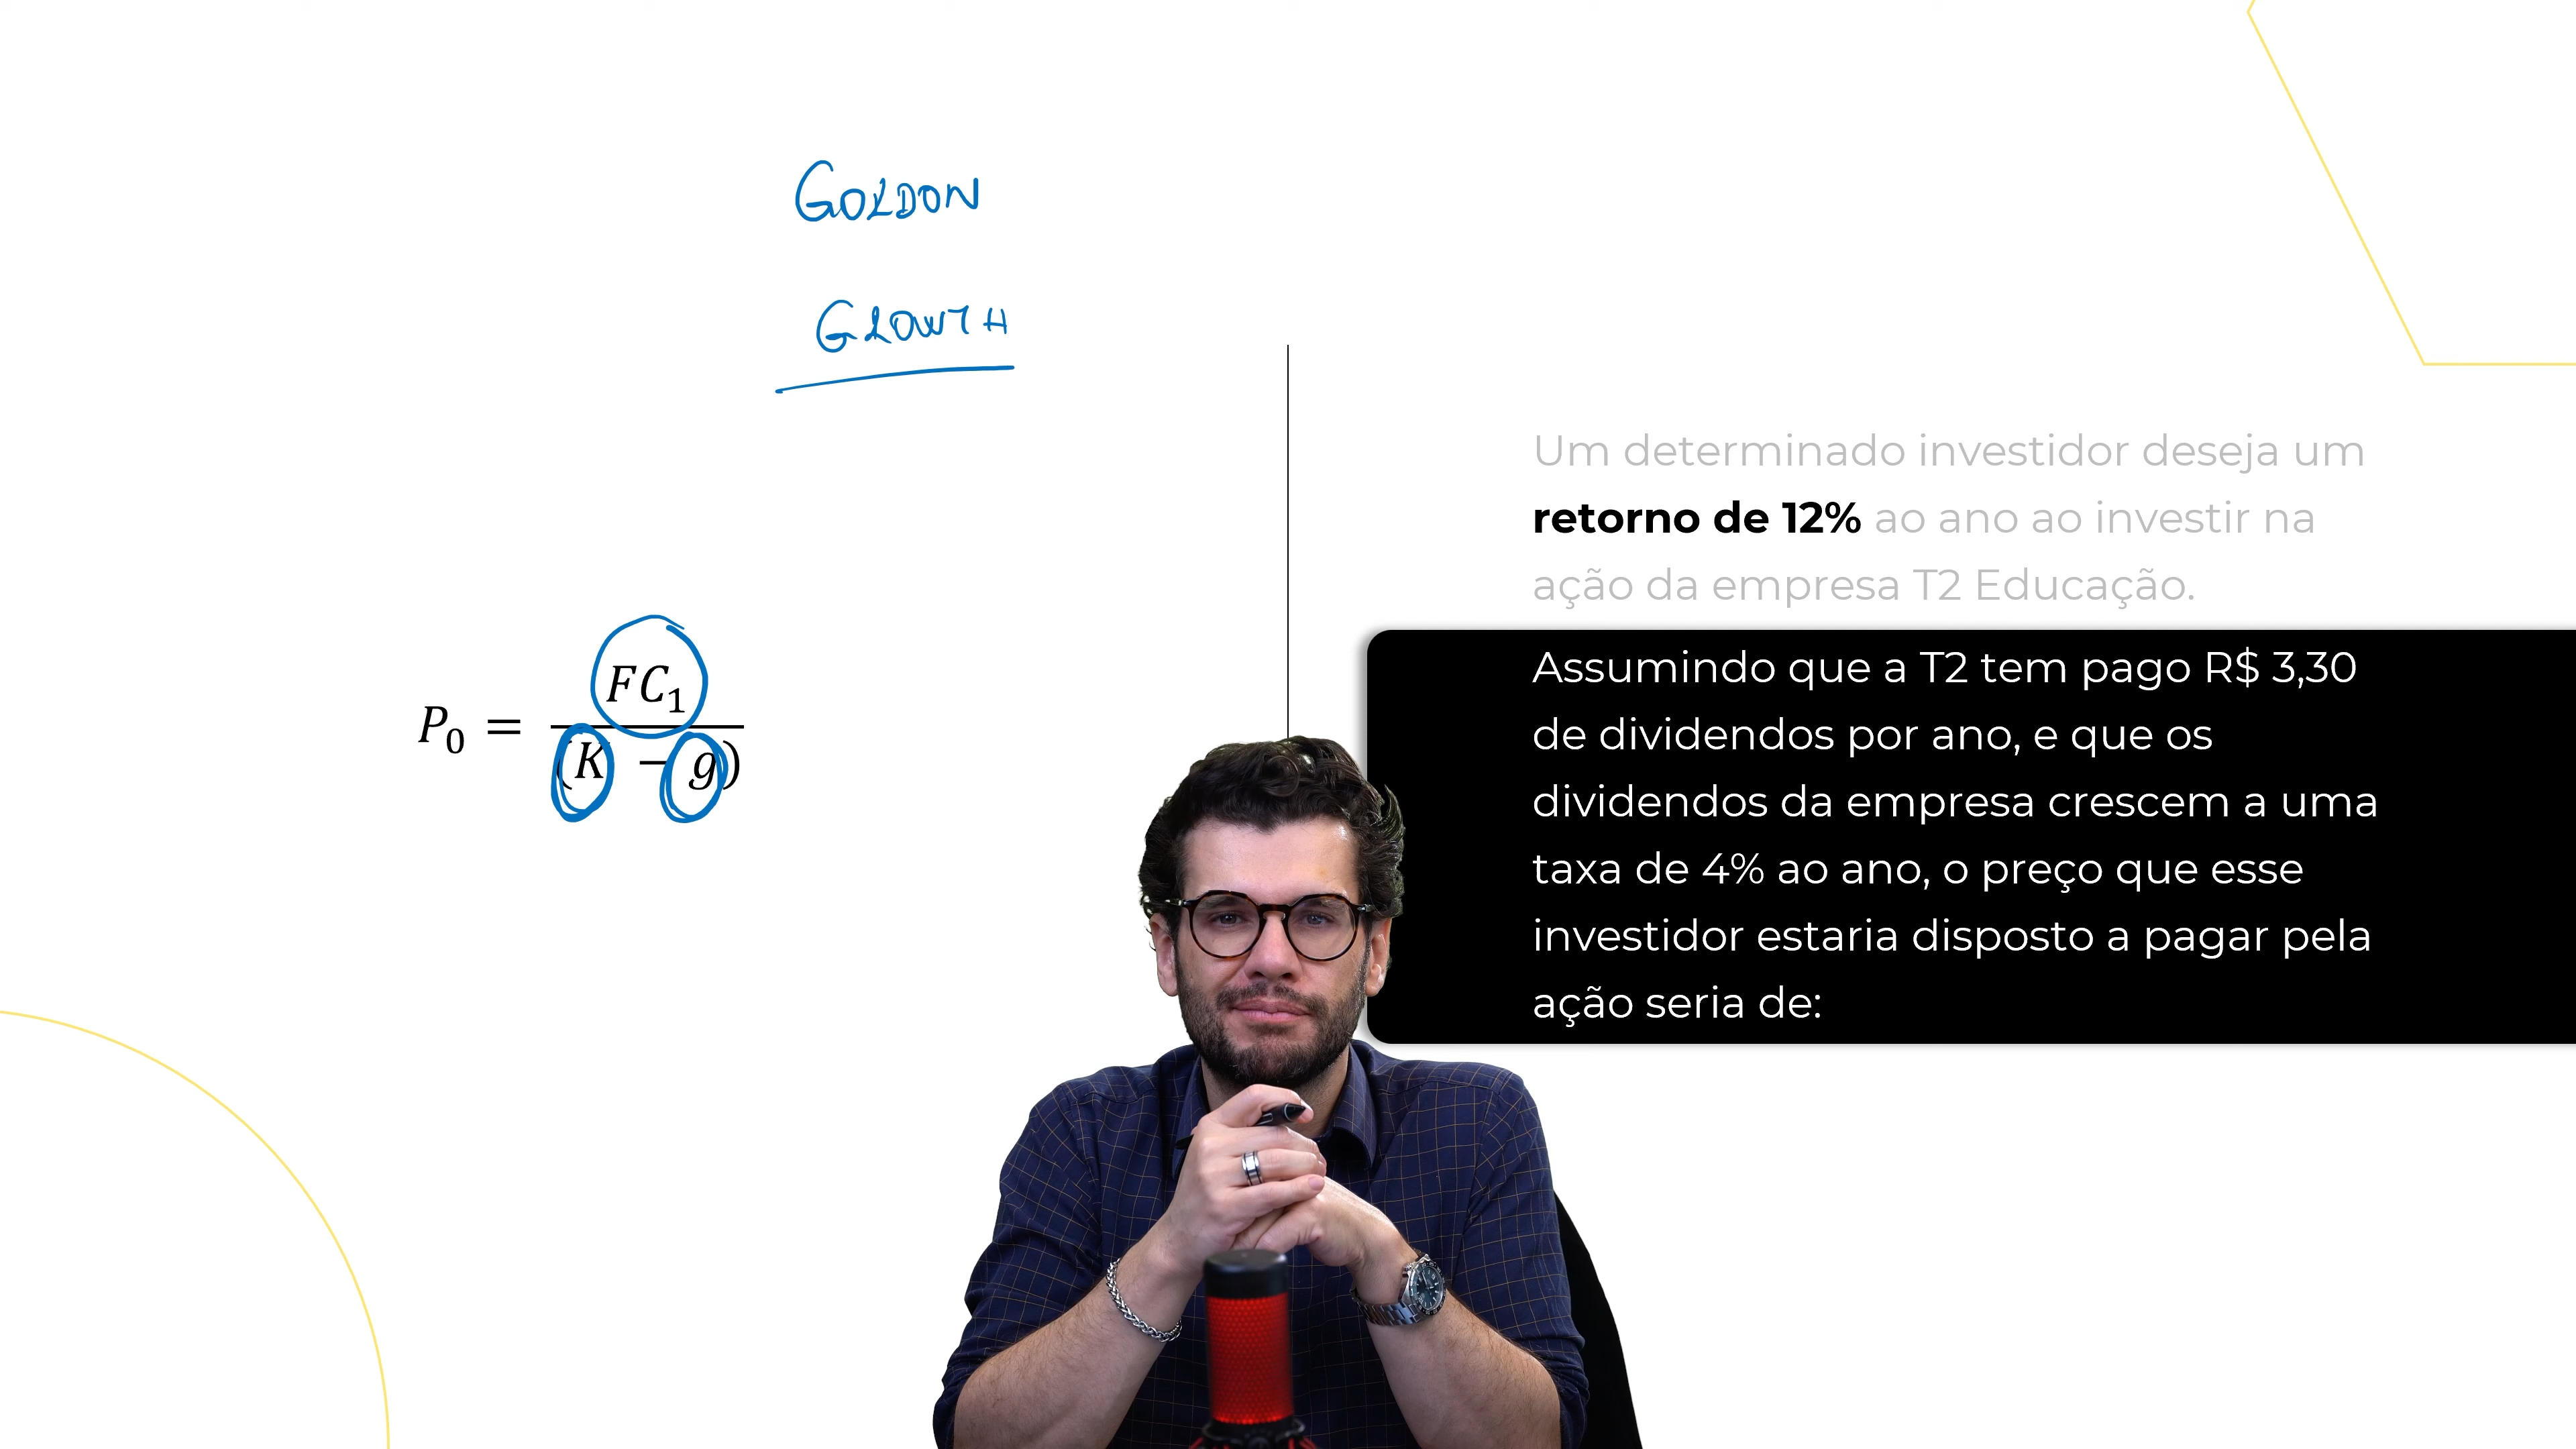 GORDON
GROWTH
P₀ = FC₁ / (K − g)
Um determinado investidor deseja um
retorno de 12% ao ano ao investir na
ação da empresa T2 Educação.
Assumindo que a T2 tem pago R$ 3,30
de dividendos por ano, e que os
dividendos da empresa crescem a uma
taxa de 4% ao ano, o preço que esse
investidor estaria disposto a pagar pela
ação seria de: